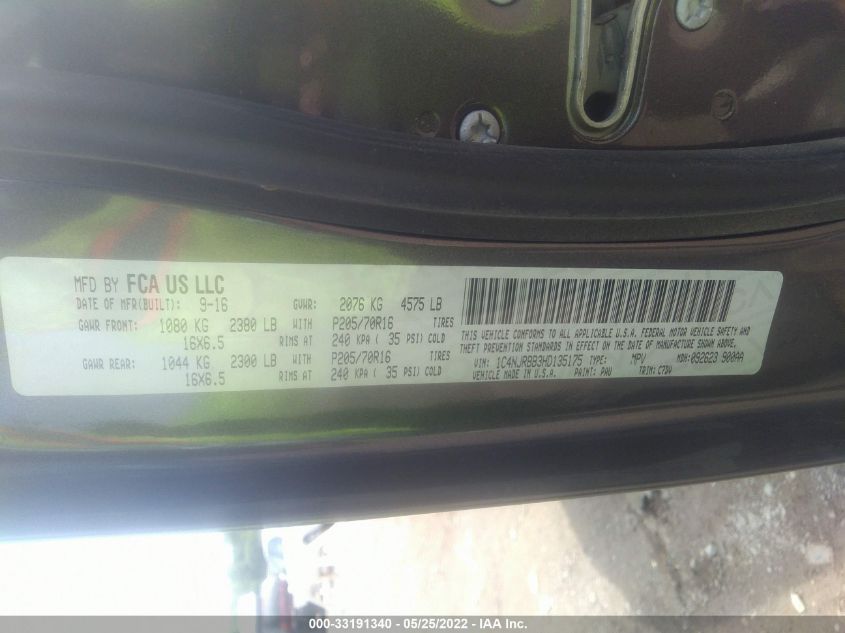 MFD BY FCA US LLC
DATE OF MFR(BUILT): 9-16 GVWR: 2076 KG 4575 LB
GAWR FRONT: 1080 KG 2380 LB WITH P205/70R16 TIRES
16X6.5 RIMS AT 240 KPA ( 35 PSI) COLD
GAWR REAR: 1044 KG 2300 LB WITH P205/70R16 TIRES
16X6.5 RIMS AT 240 KPA ( 35 PSI) COLD
THIS VEHICLE CONFORMS TO ALL APPLICABLE U.S.A. FEDERAL MOTOR VEHICLE SAFETY
AND THEFT PREVENTION STANDARDS IN EFFECT ON THE DATE OF MANUFACTURE SHOWN ABOVE.
VIN: 1C4NJRBB3HD135175 TYPE: MPV MDH: 092623 900AA
VEHICLE MADE IN U.S.A. PAINT: PAU TRIM: C7DV
000-33191340 - 05/25/2022 - IAA Inc.